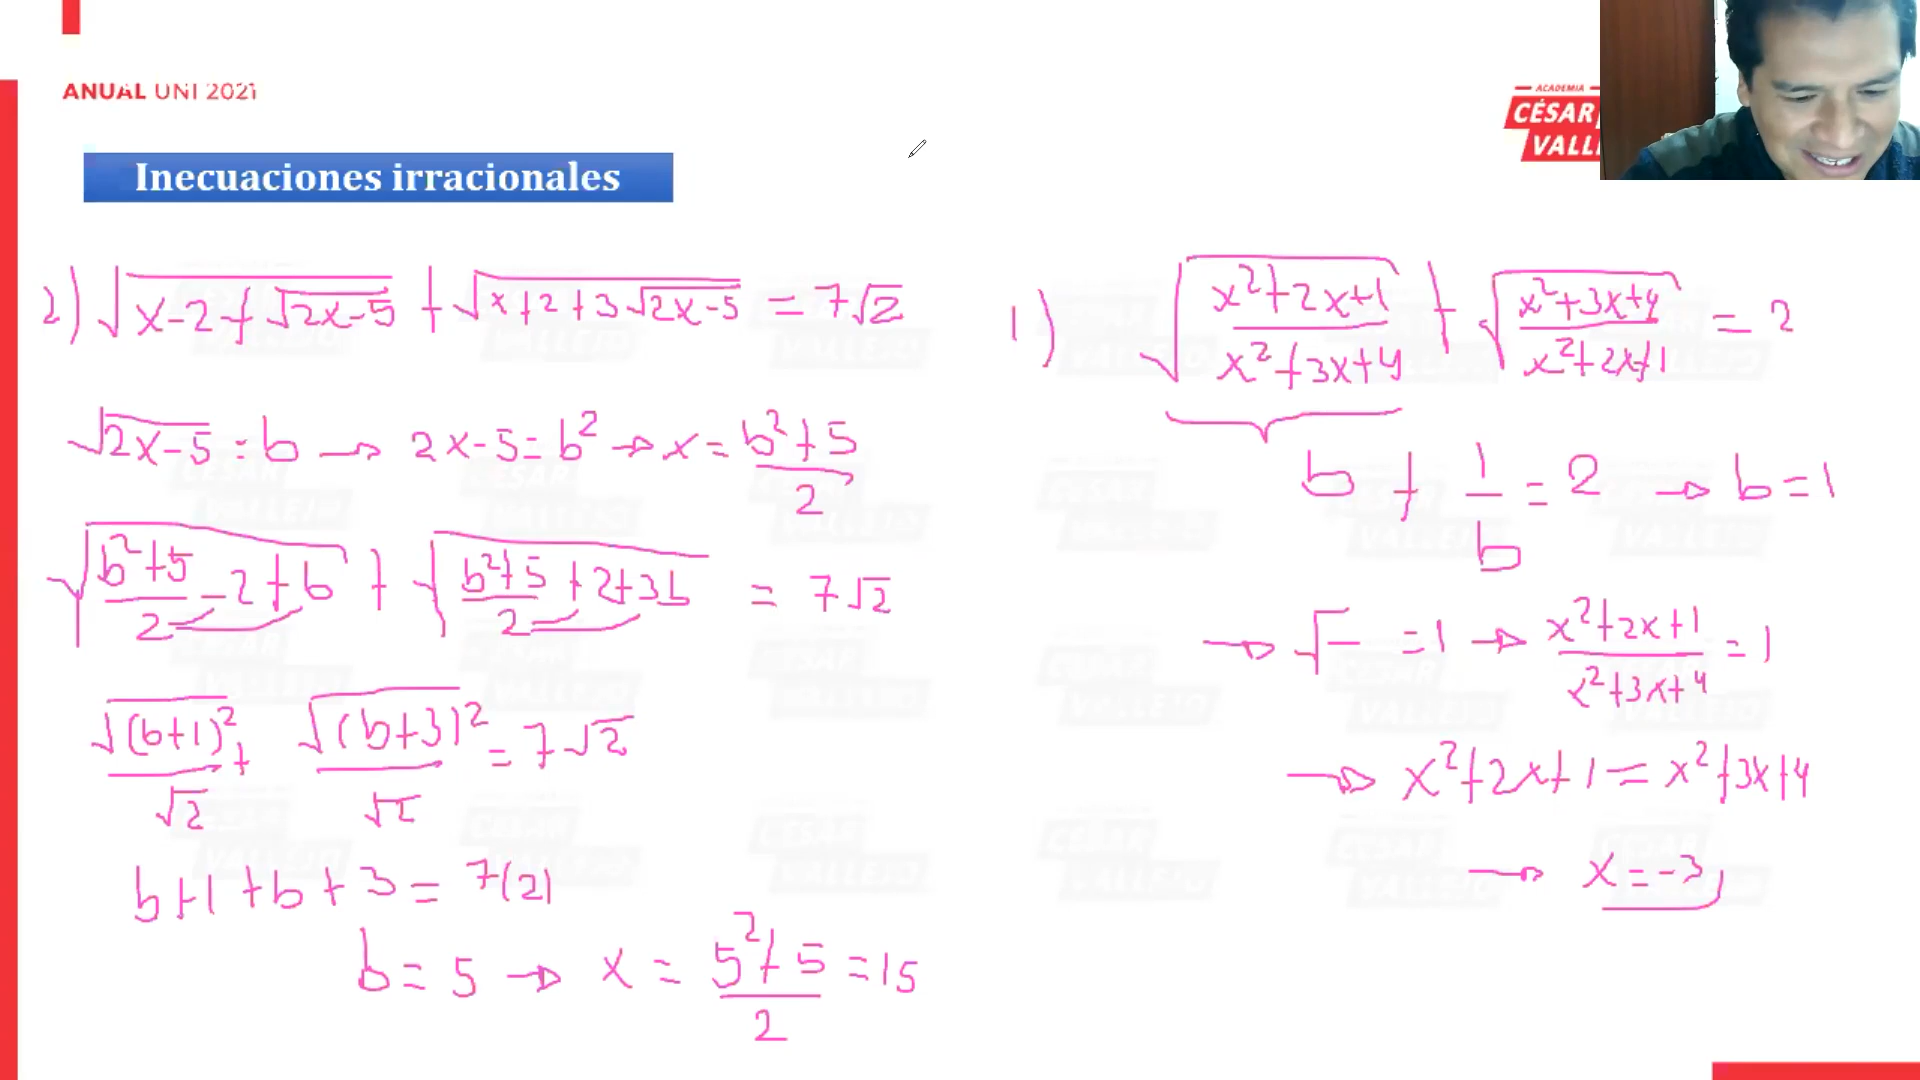 ANUAL UNI 2021
ACADEMIA
CÉSAR
VALL
Inecuaciones irracionales
2) √(x-2+√(2x-5)) + √(x+2+3√(2x-5)) = 7√2
√(2x-5) = b → 2x-5 = b² → x = (b²+5)/2
√((b²+5)/2 - 2 + b) + √((b²+5)/2 + 2 + 3b) = 7√2
√(b+1)²/√2 + √(b+3)²/√2 = 7√2
b+1+b+3 = 7(2)
b = 5 → x = (5²+5)/2 = 15
1) √((x²+2x+1)/(x²+3x+4)) + √((x²+3x+4)/(x²+2x+1)) = 2
b + 1/b = 2 → b = 1
→ √ = 1 → (x²+2x+1)/(x²+3x+4) = 1
→ x²+2x+1 = x²+3x+4
→ x = -3